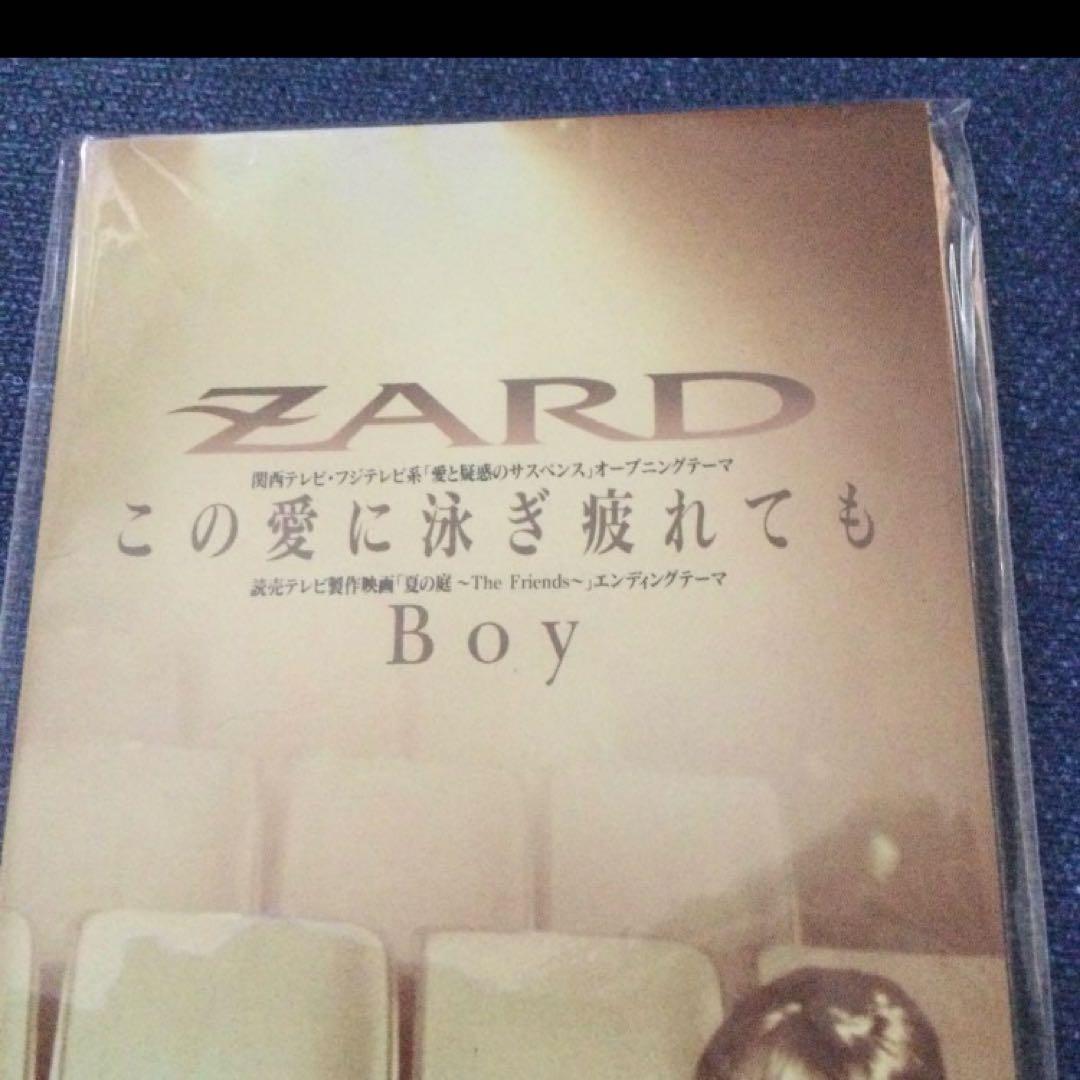 ZARD
関西テレビ・フジテレビ系「愛と疑惑のサスペンス」オープニングテーマ
この愛に泳ぎ疲れても
読売テレビ製作映画「夏の庭 〜The Friends〜」エンディングテーマ
Boy